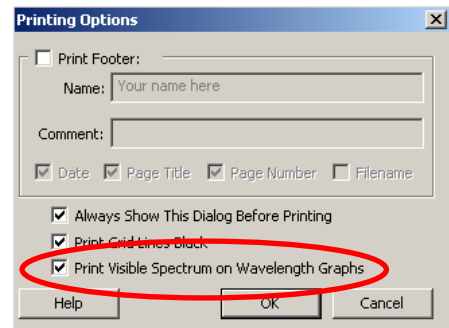 Printing Options
Print Footer:
Name: Your name here
Comment:
Date Page Title Page Number Filename
Always Show This Dialog Before Printing
Print Grid Lines Black
Print Visible Spectrum on Wavelength Graphs
Help OK Cancel